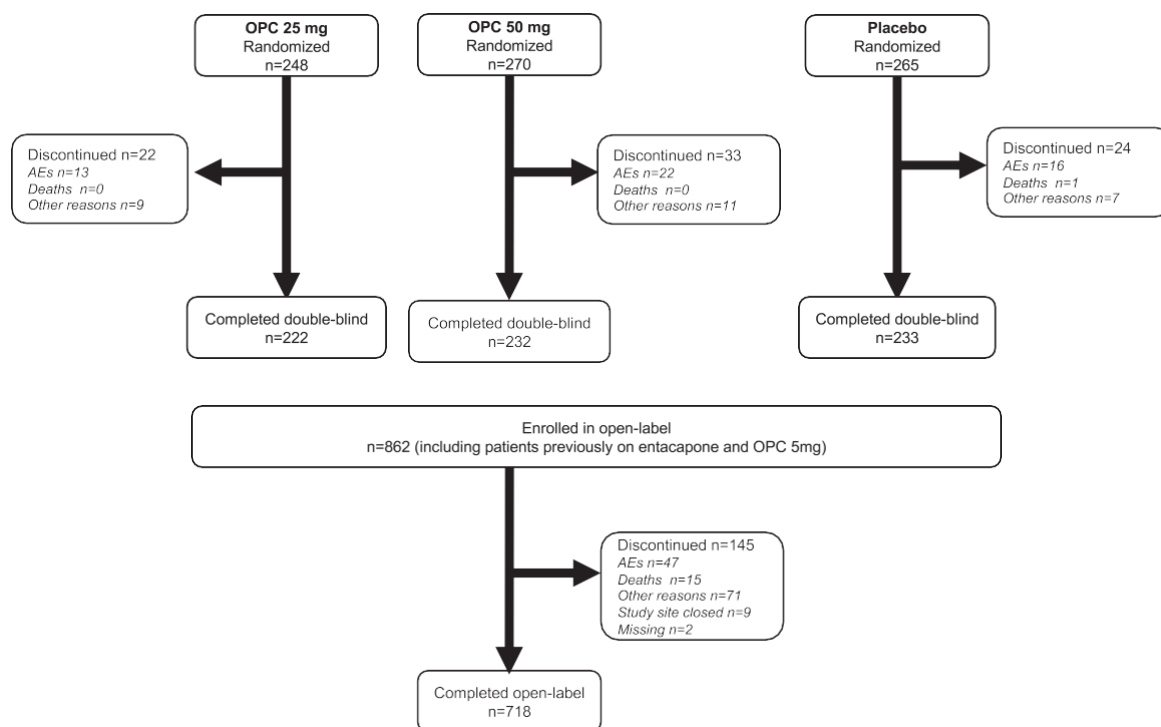 OPC 25 mg
Randomized
n=248
OPC 50 mg
Randomized
n=270
Placebo
Randomized
n=265
Discontinued n=22
AEs n=13
Deaths n=0
Other reasons n=9
Discontinued n=33
AEs n=22
Deaths n=0
Other reasons n=11
Discontinued n=24
AEs n=16
Deaths n=1
Other reasons n=7
Completed double-blind
n=222
Completed double-blind
n=232
Completed double-blind
n=233
Enrolled in open-label
n=862 (including patients previously on entacapone and OPC 5mg)
Discontinued n=145
AEs n=47
Deaths n=15
Other reasons n=71
Study site closed n=9
Missing n=2
Completed open-label
n=718